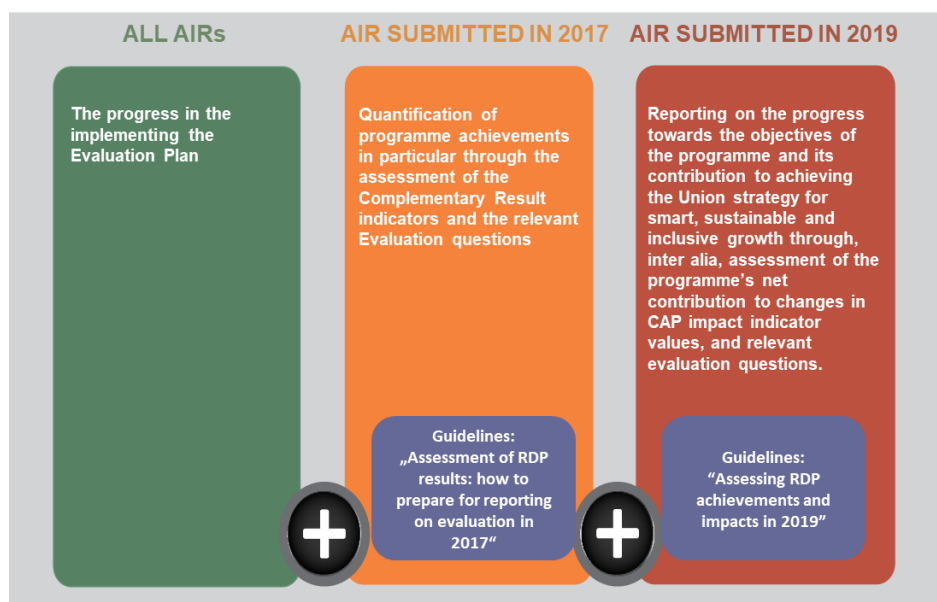 ALL AIRs
The progress in the
implementing the
Evaluation Plan
AIR SUBMITTED IN 2017
Quantification of
programme achievements
in particular through the
assessment of the
Complementary Result
indicators and the relevant
Evaluation questions
Guidelines:
„Assessment of RDP
results: how to
prepare for reporting
on evaluation in
2017“
AIR SUBMITTED IN 2019
Reporting on the progress
towards the objectives of
the programme and its
contribution to achieving
the Union strategy for
smart, sustainable and
inclusive growth through,
inter alia, assessment of the
programme’s net
contribution to changes in
CAP impact indicator
values, and relevant
evaluation questions.
Guidelines:
“Assessing RDP
achievements and
impacts in 2019”